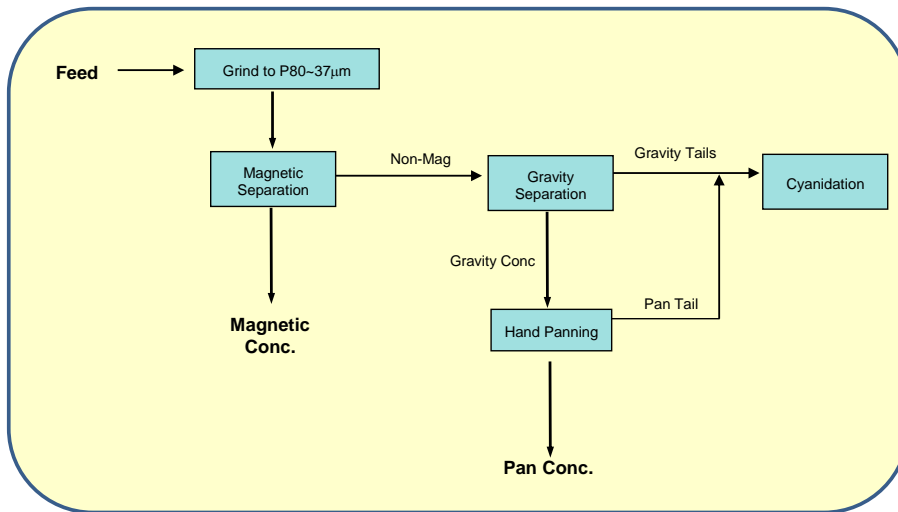 Feed
Grind to P80~37μm
Magnetic
Separation
Non-Mag
Gravity
Separation
Gravity Tails
Cyanidation
Gravity Conc
Magnetic
Conc.
Hand Panning
Pan Tail
Pan Conc.